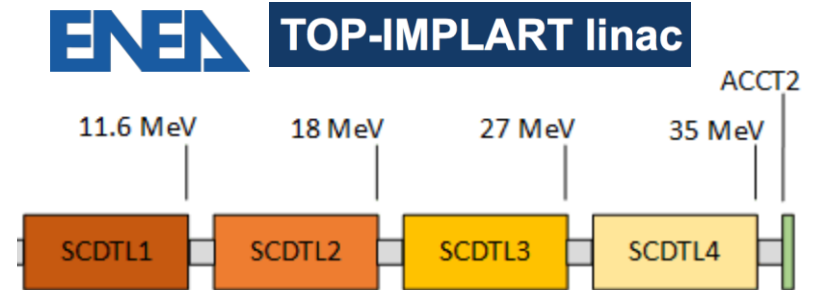 ENEA TOP-IMPLART linac
ACCT2
11.6 MeV 18 MeV 27 MeV 35 MeV
SCDTL1 SCDTL2 SCDTL3 SCDTL4